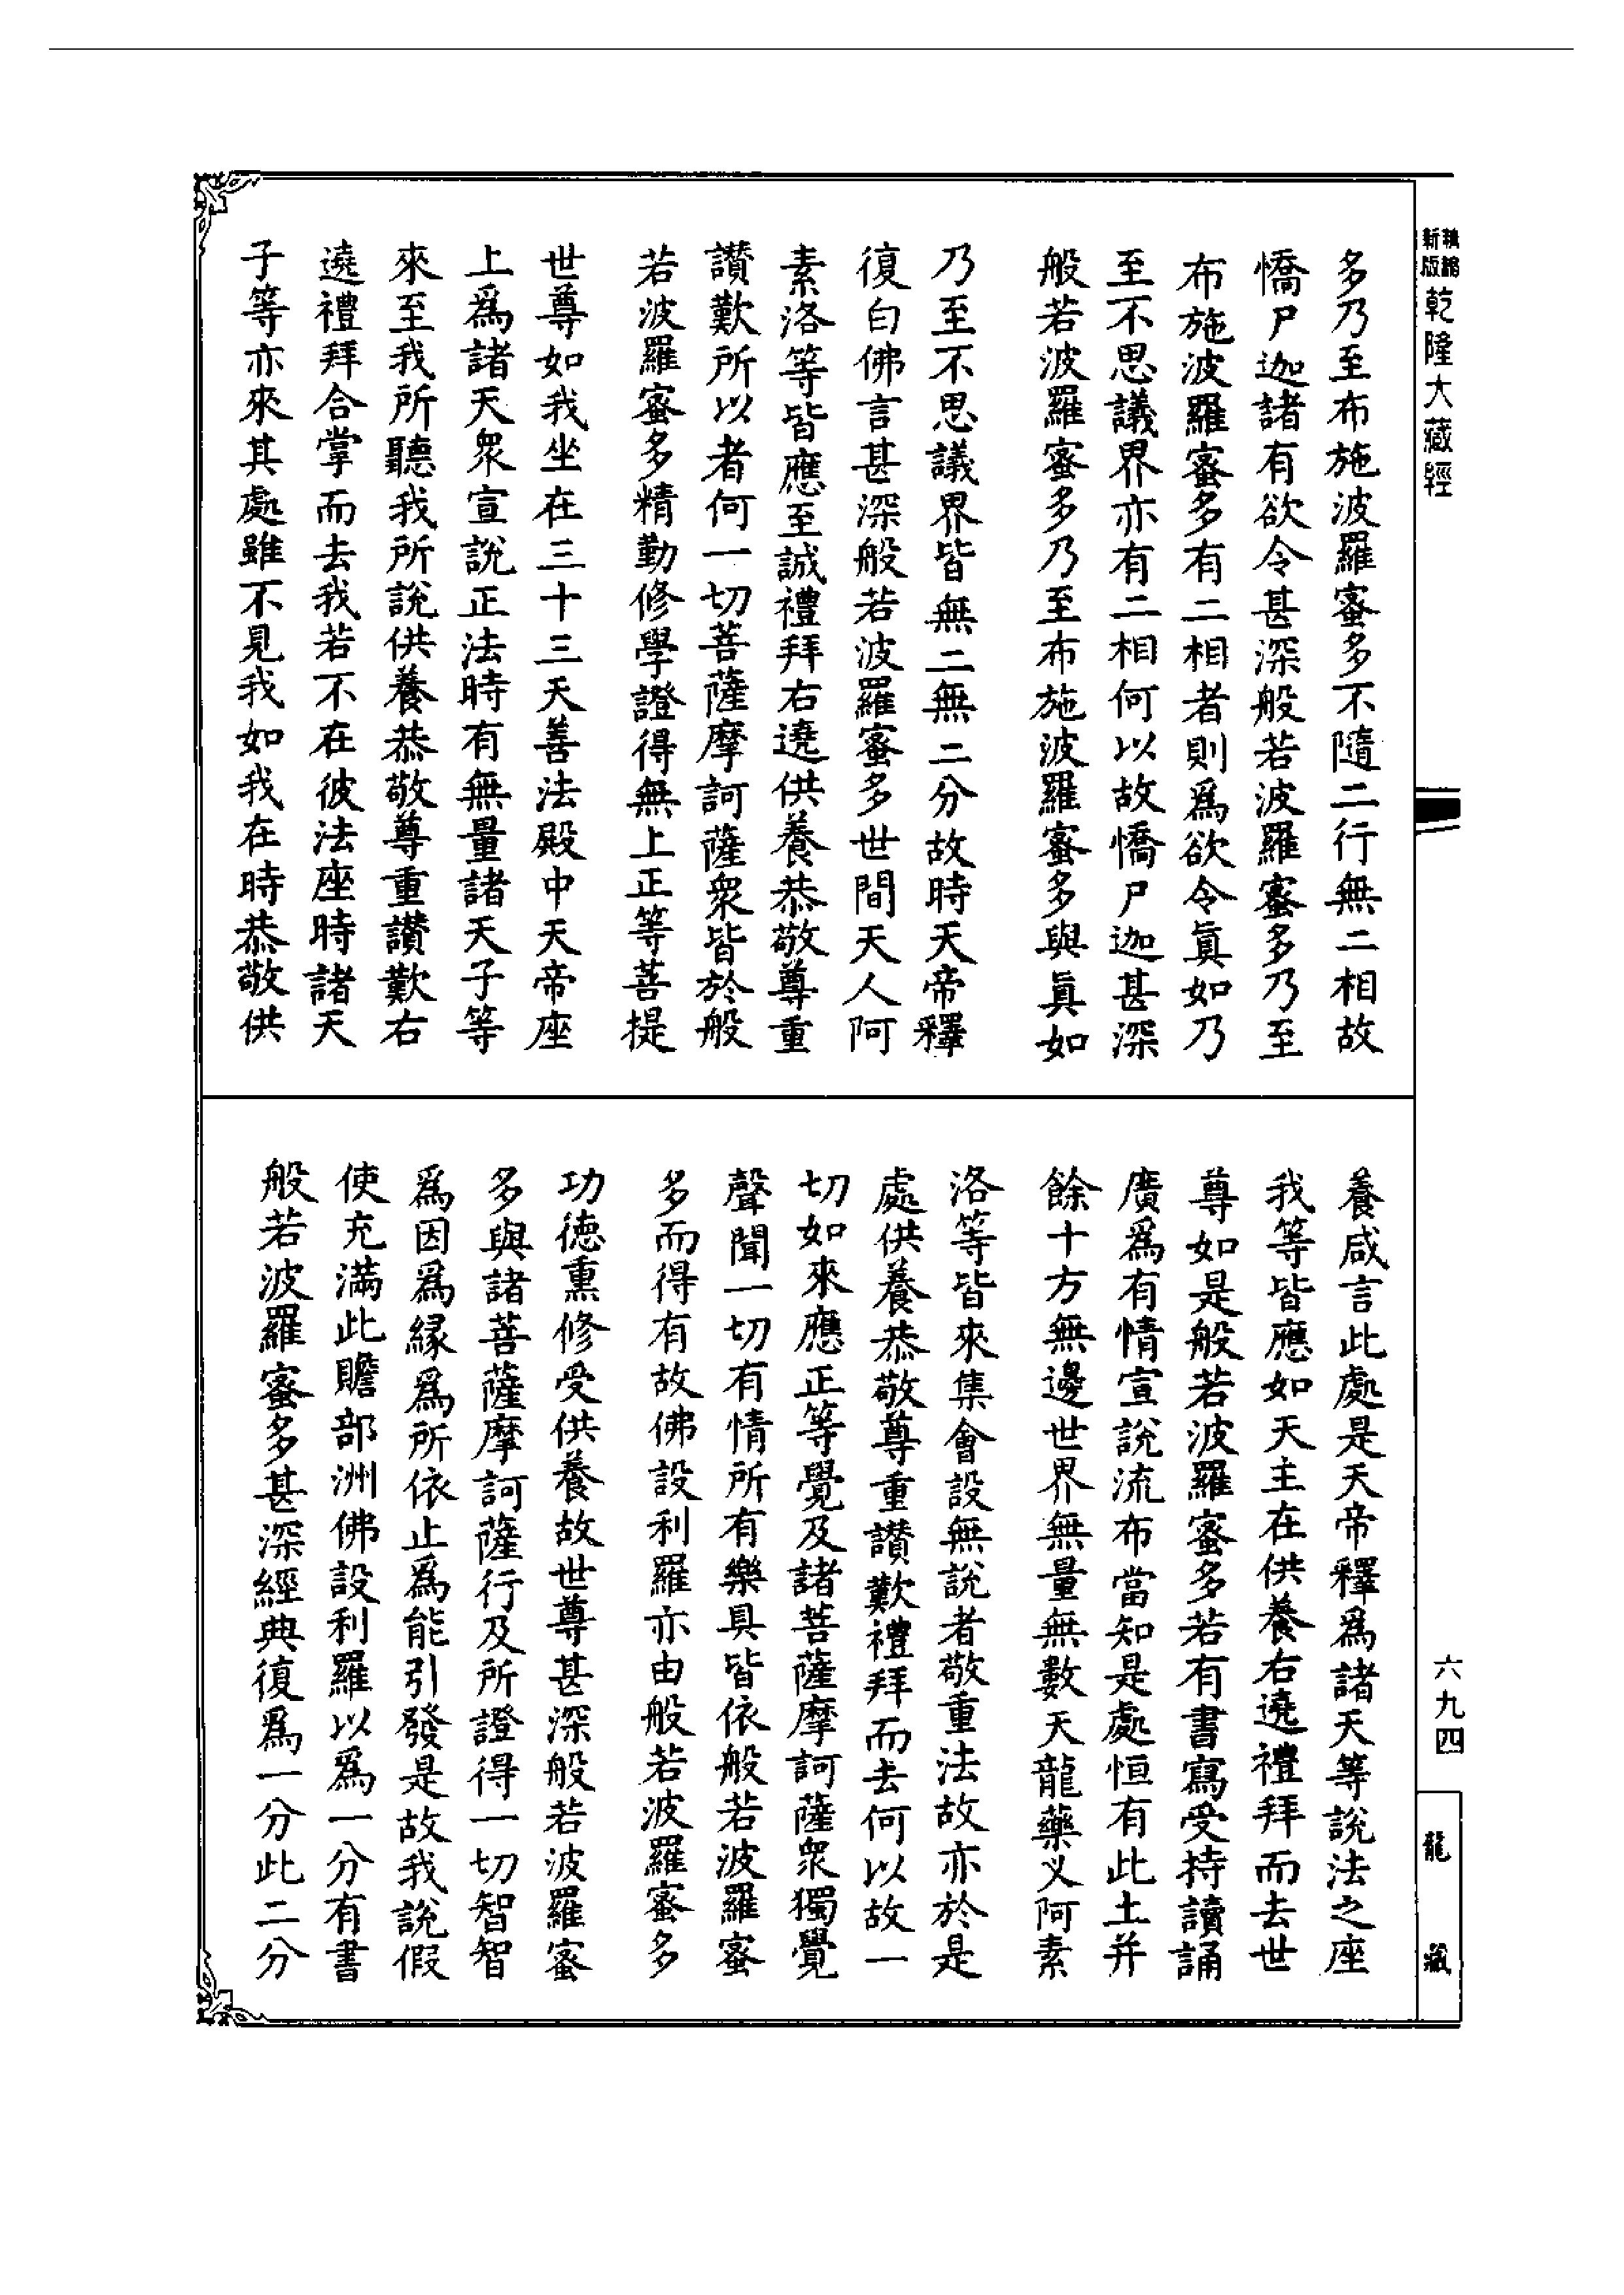 新版
乾隆大藏經
六九四
龍藏
多乃至布施波羅蜜多不隨二行無二相故
憍尸迦諸有欲令甚深般若波羅蜜多乃至
布施波羅蜜多有二相者則爲欲令眞如乃
至不思議界亦有二相何以故憍尸迦甚深
般若波羅蜜多乃至布施波羅蜜多與眞如
乃至不思議界皆無二無二分故時天帝釋
復白佛言甚深般若波羅蜜多世間天人阿
素洛等皆應至誠禮拜右遶供養恭敬尊重
讚歎所以者何一切菩薩摩訶薩衆皆於般
若波羅蜜多精勤修學證得無上正等菩提
世尊如我坐在三十三天善法殿中天帝座
上爲諸天衆宣說正法時有無量諸天子等
來至我所聽我所說供養恭敬尊重讚歎右
遶禮拜合掌而去我若不在彼法座時諸天
子等亦來其處雖不見我如我在時恭敬供
養咸言此處是天帝釋爲諸天等說法之座
我等皆應如天主在供養右遶禮拜而去世
尊如是般若波羅蜜多若有書寫受持讀誦
廣爲有情宣說流布當知是處恒有此土并
餘十方無邊世界無量無數天龍藥叉阿素
洛等皆來集會設無說者敬重法故亦於是
處供養恭敬尊重讚歎禮拜而去何以故一
切如來應正等覺及諸菩薩摩訶薩衆獨覺
聲聞一切有情所有樂具皆依般若波羅蜜
多而得有故佛設利羅亦由般若波羅蜜多
功德熏修受供養故世尊甚深般若波羅蜜
多與諸菩薩摩訶薩行及所證得一切智智
爲因爲緣爲所依止爲能引發是故我說假
使充滿此贍部洲佛設利羅以爲一分有書
般若波羅蜜多甚深經典復爲一分此二分